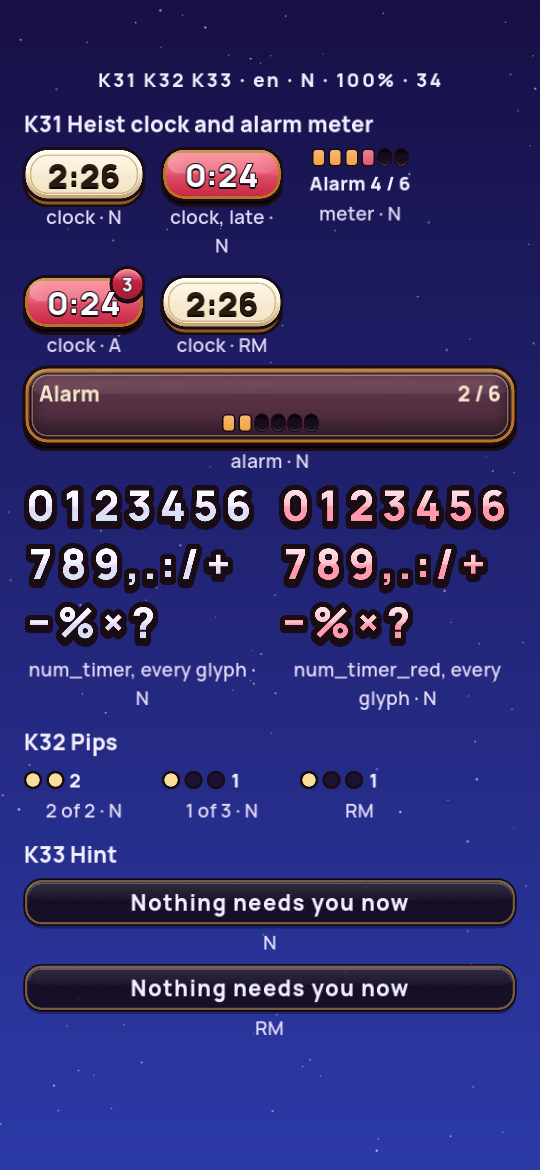 K31 K32 K33 · en · N · 100% · 34
K31 Heist clock and alarm meter
2:26
0:24
Alarm 4 / 6
clock · N
clock, late · N
meter · N
0:24
3
2:26
clock · A
clock · RM
Alarm
2 / 6
alarm · N
0123456
789,.:/+
−%×?
0123456
789,.:/+
−%×?
num_timer, every glyph · N
num_timer_red, every glyph · N
K32 Pips
2
1
1
2 of 2 · N
1 of 3 · N
RM
K33 Hint
Nothing needs you now
N
Nothing needs you now
RM